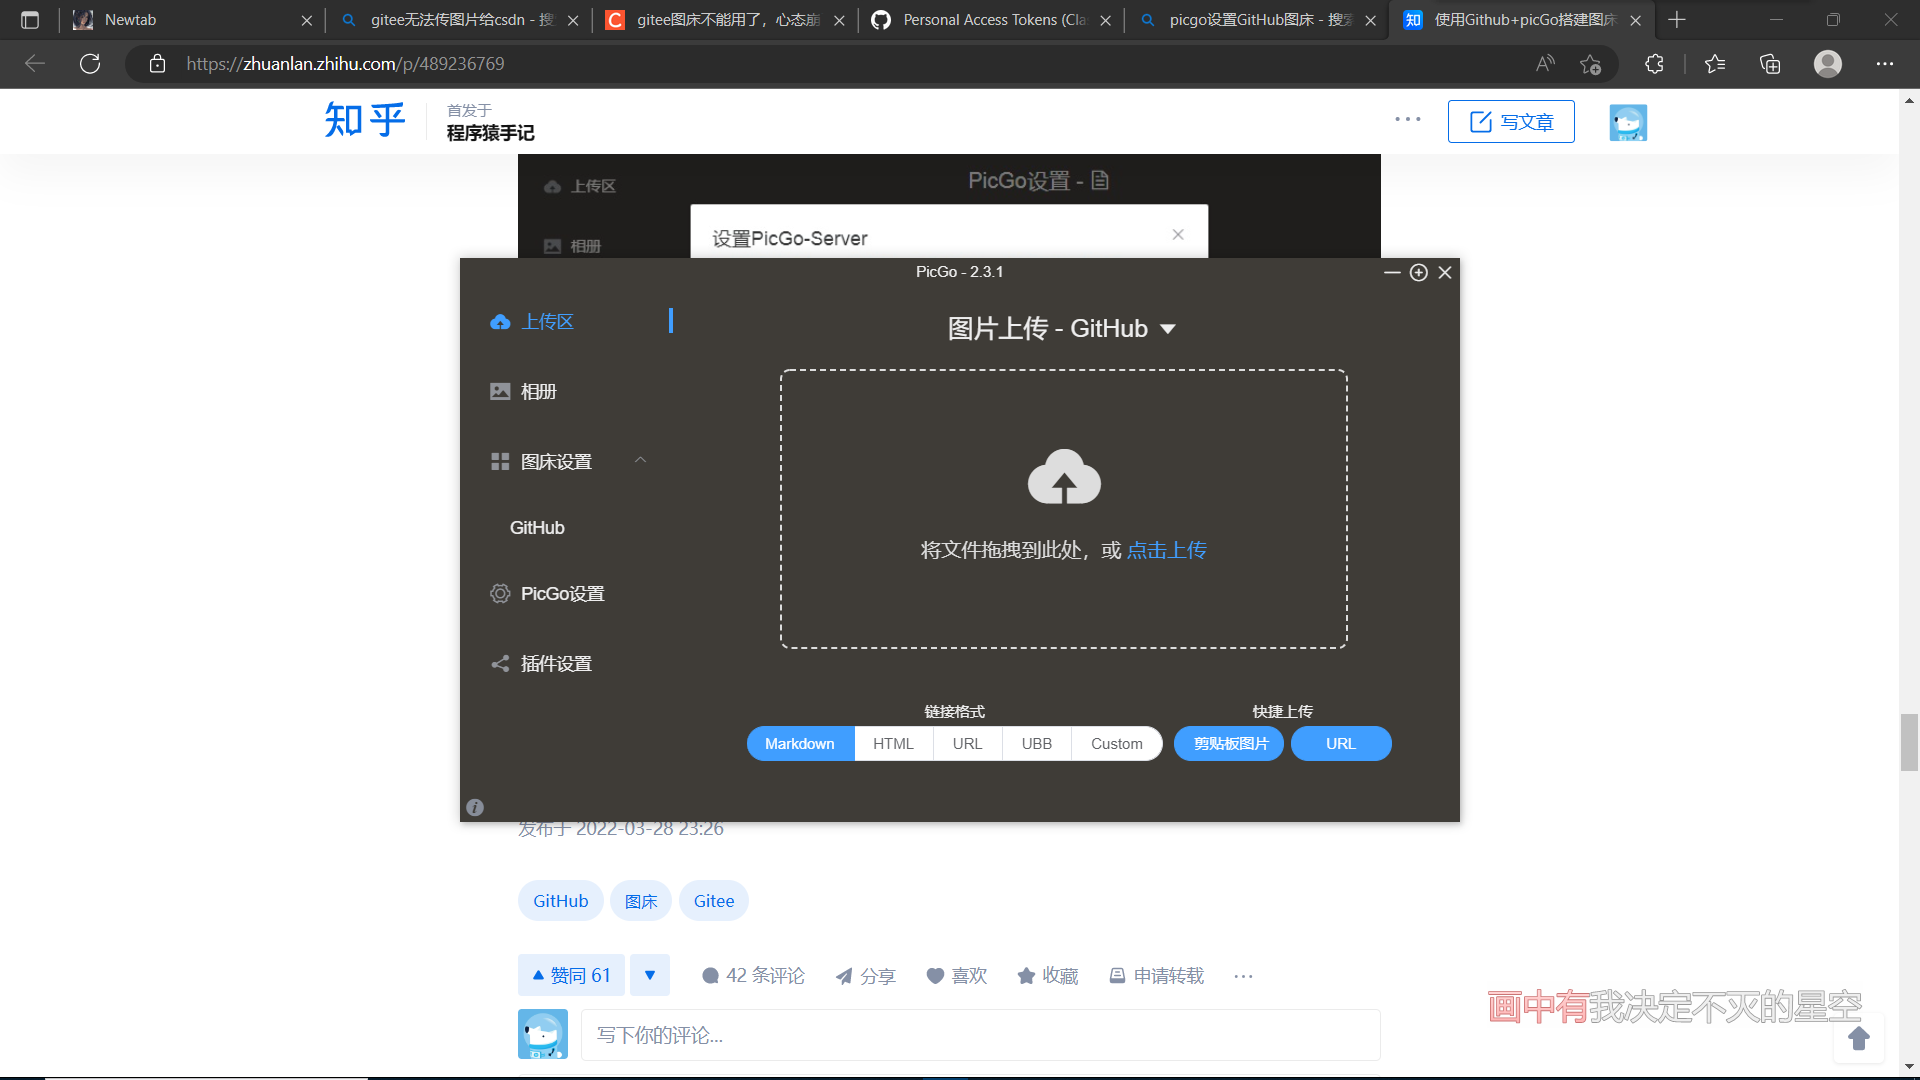 Newtab
gitee无法传图片给csdn - 搜
gitee图床不能用了，心态崩
Personal Access Tokens (Cla
picgo设置GitHub图床 - 搜索
使用Github+picGo搭建图床
https://zhuanlan.zhihu.com/p/489236769
知乎
首发于
程序猿手记
写文章
上传区
PicGo设置 -
相册
设置PicGo-Server
PicGo - 2.3.1
上传区
图片上传 - GitHub
相册
图床设置
GitHub
将文件拖拽到此处，或 点击上传
PicGo设置
插件设置
链接格式
快捷上传
Markdown
HTML
URL
UBB
Custom
剪贴板图片
URL
发布于 2022-03-28 23:26
GitHub
图床
Gitee
赞同 61
42 条评论
分享
喜欢
收藏
申请转载
画中有我决定不灭的星空
写下你的评论...